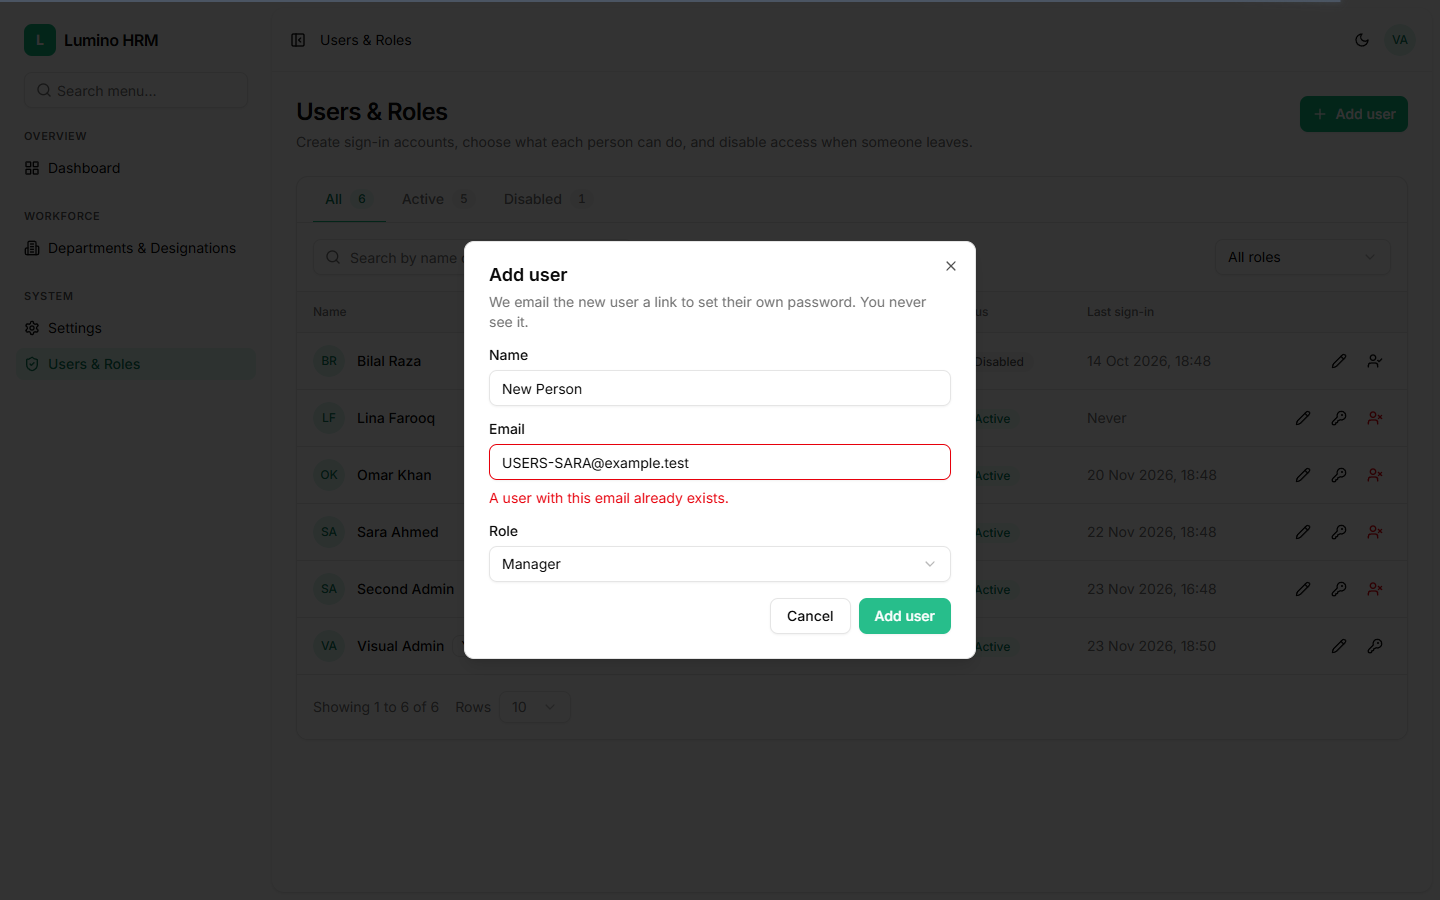 L Lumino HRM
Users & Roles
VA
Search menu...
OVERVIEW
Dashboard
WORKFORCE
Departments & Designations
SYSTEM
Settings
Users & Roles
Users & Roles
Create sign-in accounts, choose what each person can do, and disable access when someone leaves.
Add user
All 6 Active 5 Disabled 1
Search by name
All roles
Name Last sign-in
BR Bilal Raza Disabled 14 Oct 2026, 18:48
LF Lina Farooq Active Never
OK Omar Khan Active 20 Nov 2026, 18:48
SA Sara Ahmed Active 22 Nov 2026, 18:48
SA Second Admin Active 23 Nov 2026, 16:48
VA Visual Admin Active 23 Nov 2026, 18:50
Showing 1 to 6 of 6 Rows 10
Add user
We email the new user a link to set their own password. You never
see it.
Name
New Person
Email
USERS-SARA@example.test
A user with this email already exists.
Role
Manager
Cancel Add user